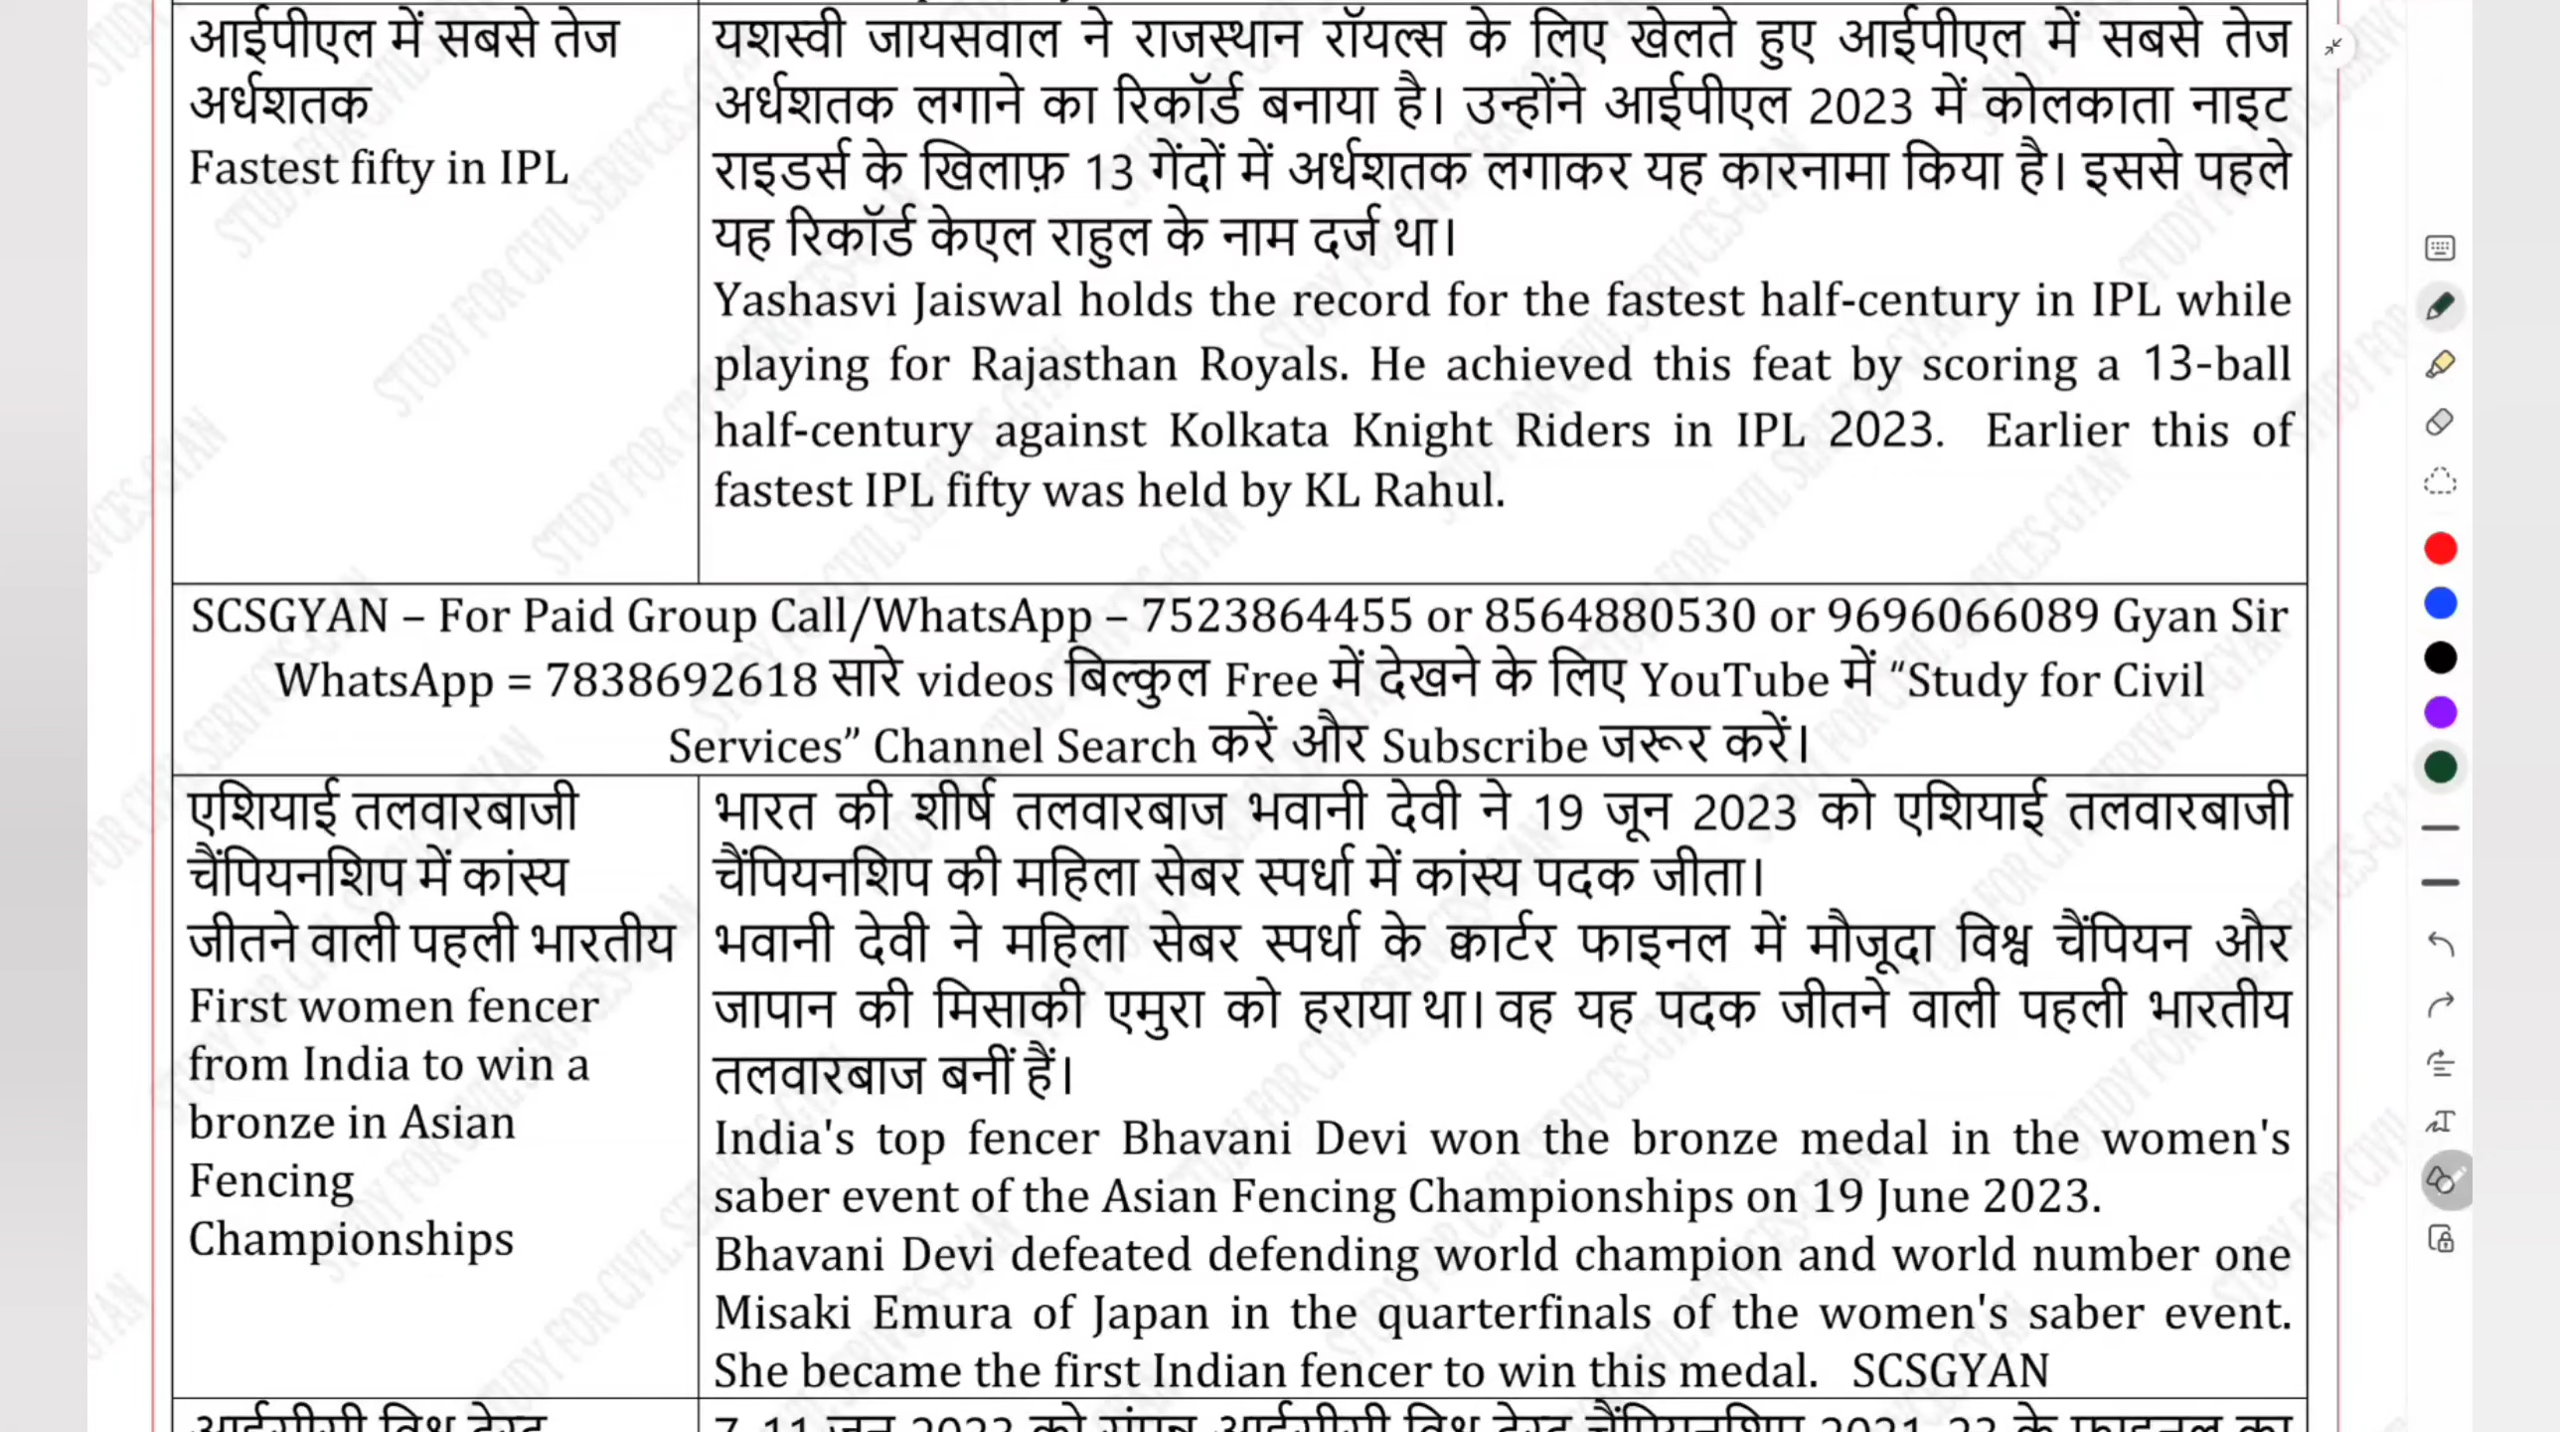 आईपीएल में सबसे तेज
अर्धशतक
Fastest fifty in IPL
यशस्वी जायसवाल ने राजस्थान रॉयल्स के लिए खेलते हुए आईपीएल में सबसे तेज
अर्धशतक लगाने का रिकॉर्ड बनाया है। उन्होंने आईपीएल 2023 में कोलकाता नाइट
राइडर्स के खिलाफ़ 13 गेंदों में अर्धशतक लगाकर यह कारनामा किया है। इससे पहले
यह रिकॉर्ड केएल राहुल के नाम दर्ज था।
Yashasvi Jaiswal holds the record for the fastest half-century in IPL while
playing for Rajasthan Royals. He achieved this feat by scoring a 13-ball
half-century against Kolkata Knight Riders in IPL 2023. Earlier this of
fastest IPL fifty was held by KL Rahul.
SCSGYAN – For Paid Group Call/WhatsApp – 7523864455 or 8564880530 or 9696066089 Gyan Sir
WhatsApp = 7838692618 सारे videos बिल्कुल Free में देखने के लिए YouTube में “Study for Civil
Services” Channel Search करें और Subscribe जरूर करें।
एशियाई तलवारबाजी
चैंपियनशिप में कांस्य
जीतने वाली पहली भारतीय
First women fencer
from India to win a
bronze in Asian
Fencing
Championships
भारत की शीर्ष तलवारबाज भवानी देवी ने 19 जून 2023 को एशियाई तलवारबाजी
चैंपियनशिप की महिला सेबर स्पर्धा में कांस्य पदक जीता।
भवानी देवी ने महिला सेबर स्पर्धा के क्वार्टर फाइनल में मौजूदा विश्व चैंपियन और
जापान की मिसाकी एमुरा को हराया था। वह यह पदक जीतने वाली पहली भारतीय
तलवारबाज बनीं हैं।
India's top fencer Bhavani Devi won the bronze medal in the women's
saber event of the Asian Fencing Championships on 19 June 2023.
Bhavani Devi defeated defending world champion and world number one
Misaki Emura of Japan in the quarterfinals of the women's saber event.
She became the first Indian fencer to win this medal. SCSGYAN